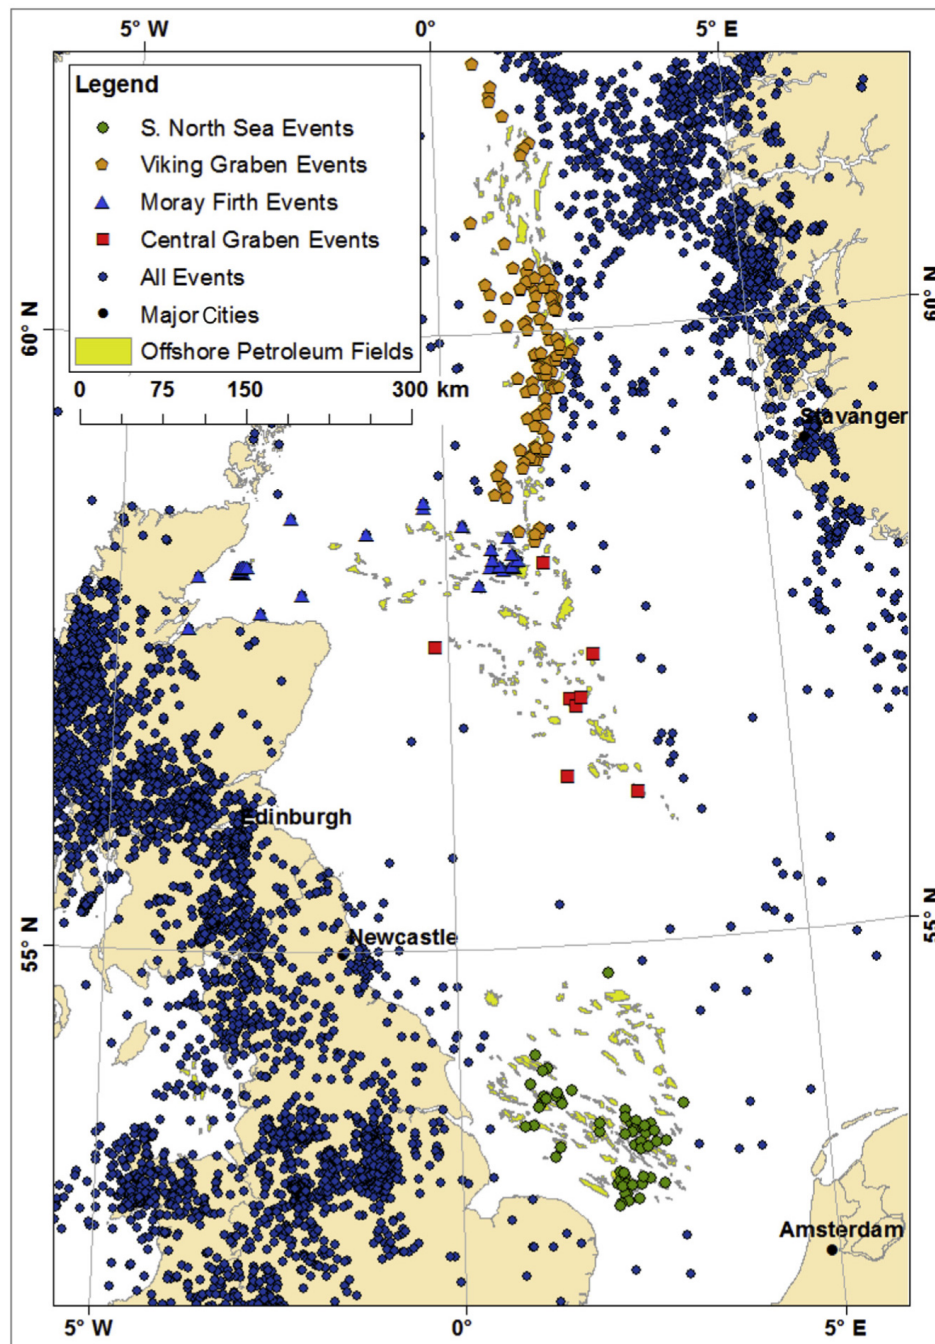 5° W 0° 5° E
Legend
S. North Sea Events
Viking Graben Events
Moray Firth Events
Central Graben Events
All Events
Major Cities
Offshore Petroleum Fields
0 75 150 300 km
60° N
60° N
Stavanger
Edinburgh
Newcastle
55° N
55° N
Amsterdam
5° W 0° 5° E